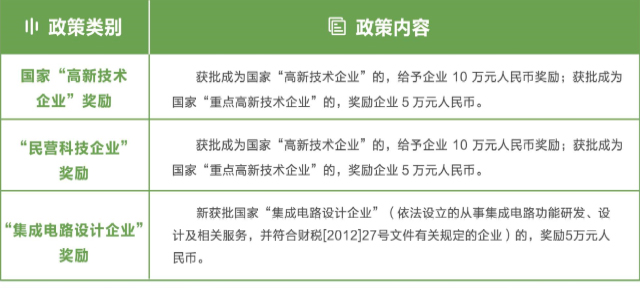 政策类别
政策内容
国家“高新技术
企业”奖励
获批成为国家“高新技术企业”的，给予企业 10 万元人民币奖励；获批成为
国家“重点高新技术企业”的，奖励企业 5 万元人民币。
“民营科技企业”
奖励
获批成为国家“高新技术企业”的，给予企业 10 万元人民币奖励；获批成为
国家“重点高新技术企业”的，奖励企业 5 万元人民币。
“集成电路设计企业”
奖励
新获批国家“集成电路设计企业”（依法设立的从事集成电路功能研发、设
计及相关服务，并符合财税[2012]27号文件有关规定的企业）的，奖励5万元人
民币。